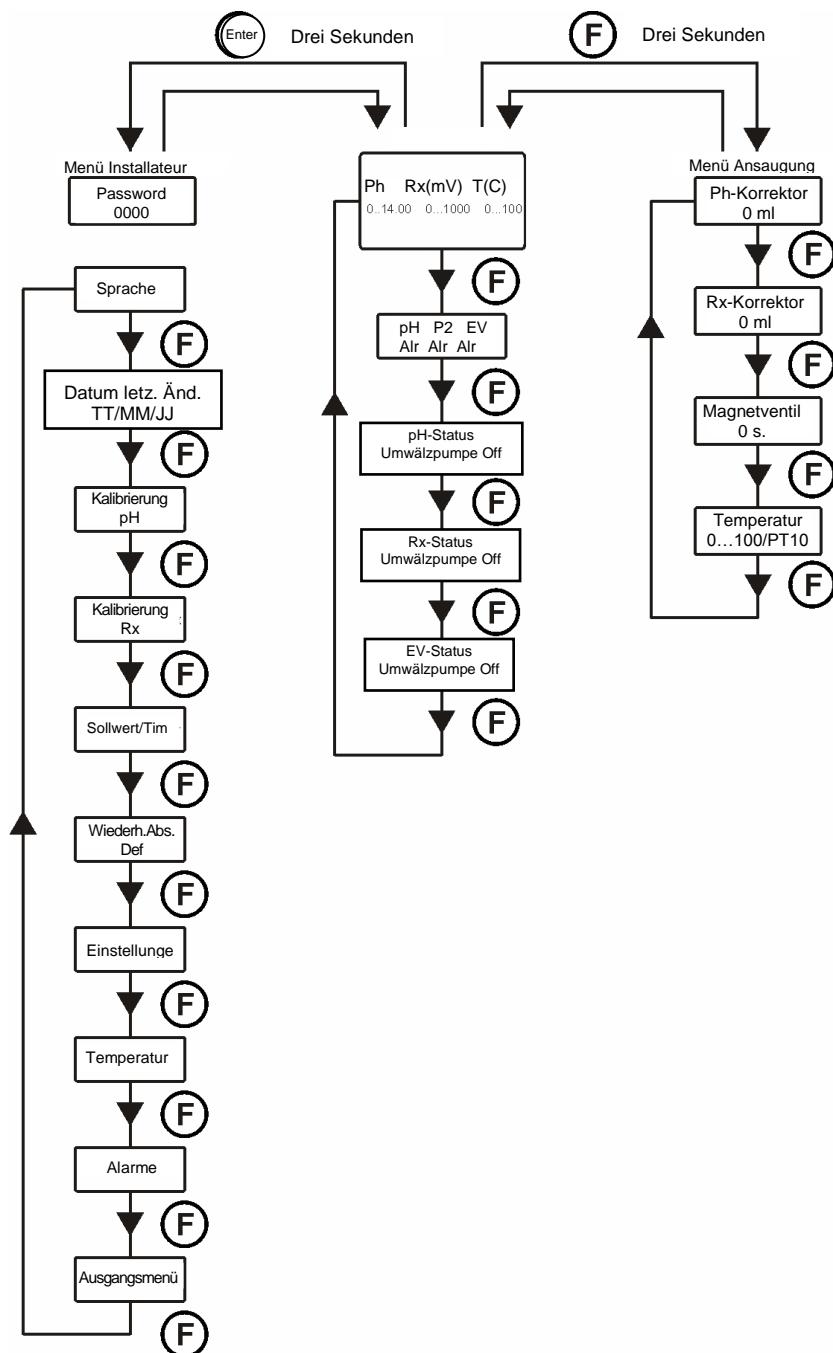 Enter Drei Sekunden
F Drei Sekunden
Menü Installateur
Password
0000
Sprache
F
Datum letz. Änd.
TT/MM/JJ
F
Kalibrierung
pH
F
Kalibrierung
Rx
F
Sollwert/Tim
F
Wiederh.Abs.
Def
F
Einstellunge
F
Temperatur
F
Alarme
F
Ausgangsmenü
F
Ph Rx(mV) T(C)
0..14.00 0...1000 0...100
F
pH P2 EV
Alr Alr Alr
F
pH-Status
Umwälzpumpe Off
F
Rx-Status
Umwälzpumpe Off
F
EV-Status
Umwälzpumpe Off
F
Menü Ansaugung
Ph-Korrektor
0 ml
F
Rx-Korrektor
0 ml
F
Magnetventil
0 s.
F
Temperatur
0...100/PT10
F